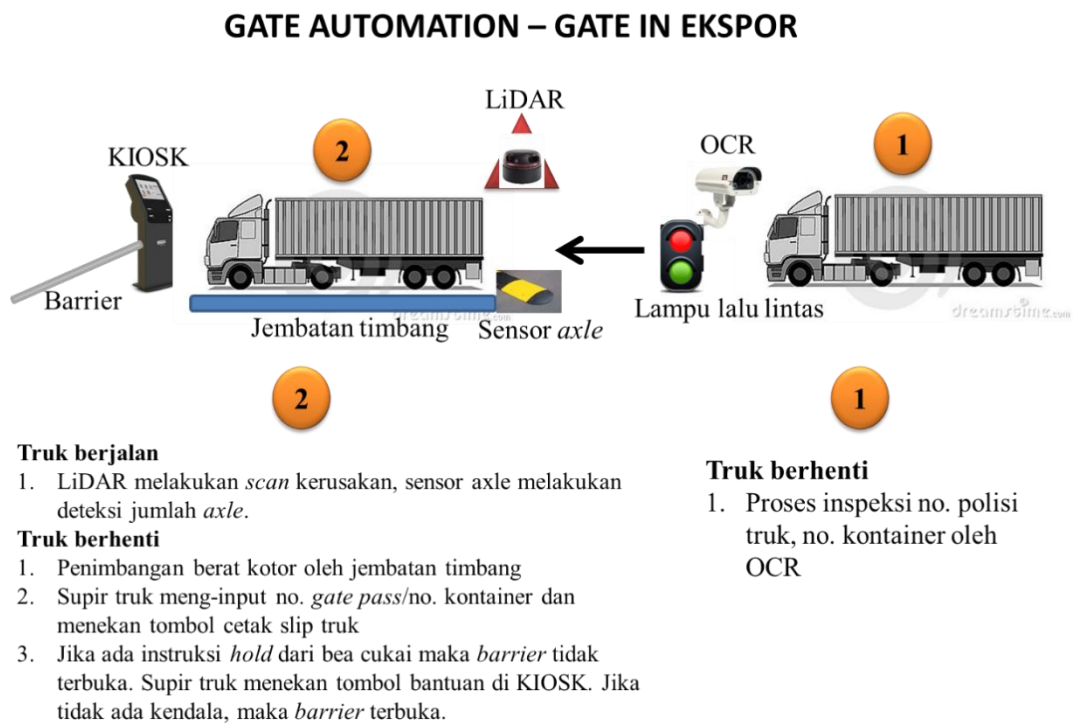 GATE AUTOMATION – GATE IN EKSPOR
LiDAR
KIOSK
2
OCR
1
Barrier
Jembatan timbang
Sensor axle
Lampu lalu lintas
dreamstime.com
dreamstime.com
2
1
Truk berjalan
1. LiDAR melakukan scan kerusakan, sensor axle melakukan
deteksi jumlah axle.
Truk berhenti
1. Penimbangan berat kotor oleh jembatan timbang
2. Supir truk meng-input no. gate pass/no. kontainer dan
menekan tombol cetak slip truk
3. Jika ada instruksi hold dari bea cukai maka barrier tidak
terbuka. Supir truk menekan tombol bantuan di KIOSK. Jika
tidak ada kendala, maka barrier terbuka.
Truk berhenti
1. Proses inspeksi no. polisi
truk, no. kontainer oleh
OCR